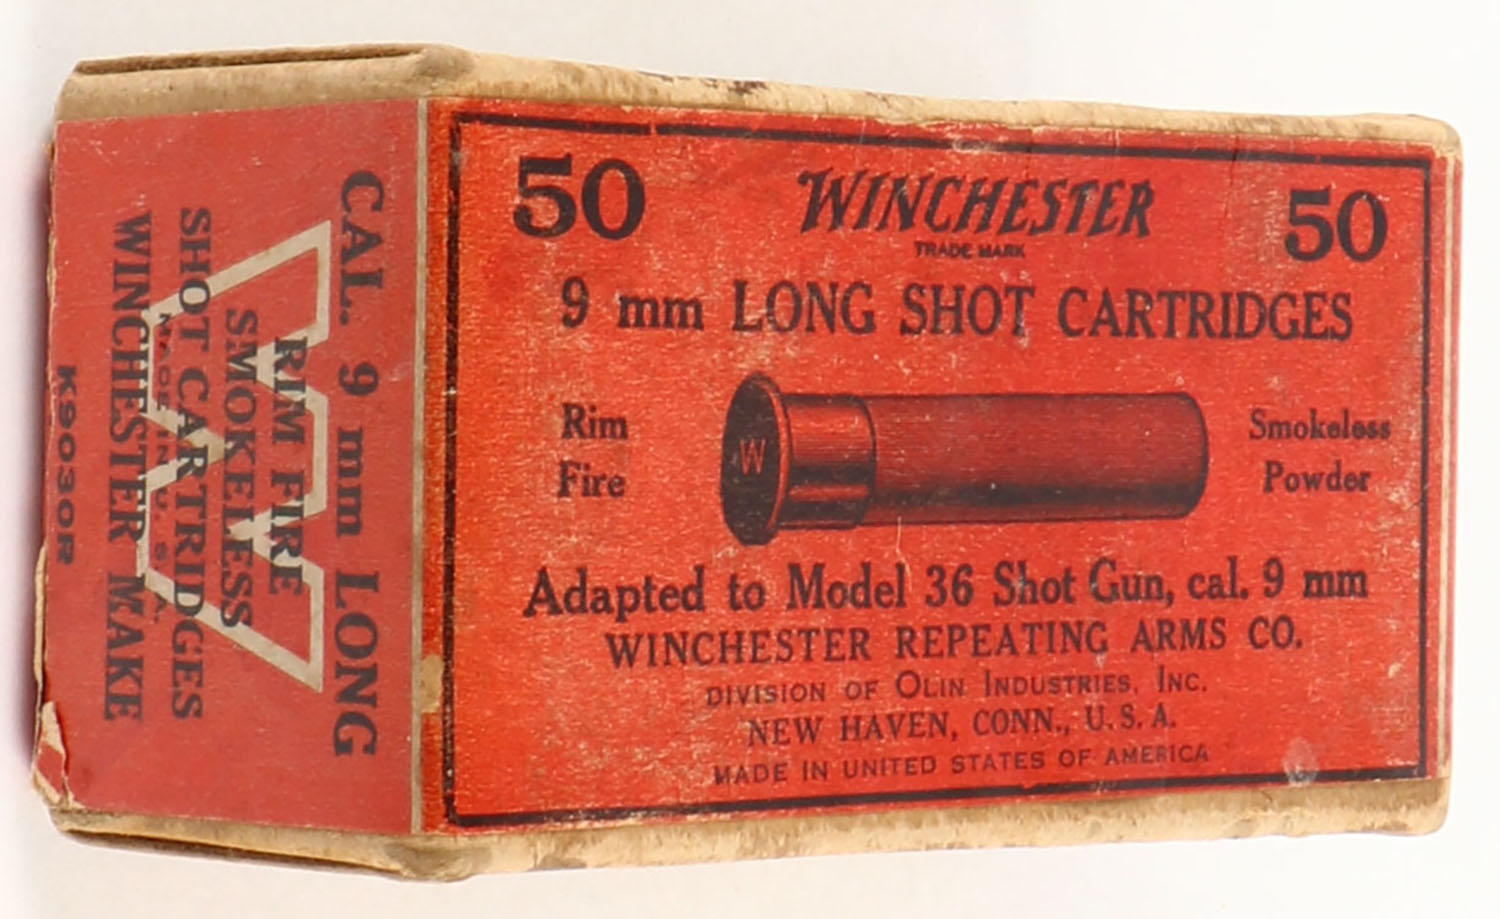 50 WINCHESTER 50
TRADE MARK
9 mm LONG SHOT CARTRIDGES
Rim
Fire
W
Smokeless
Powder
Adapted to Model 36 Shot Gun, cal. 9 mm
WINCHESTER REPEATING ARMS CO.
DIVISION OF OLIN INDUSTRIES, INC.
NEW HAVEN, CONN., U.S.A.
MADE IN UNITED STATES OF AMERICA
CAL. 9 mm LONG
RIM FIRE
SMOKELESS
SHOT CARTRIDGES
WINCHESTER MAKE
K9030R